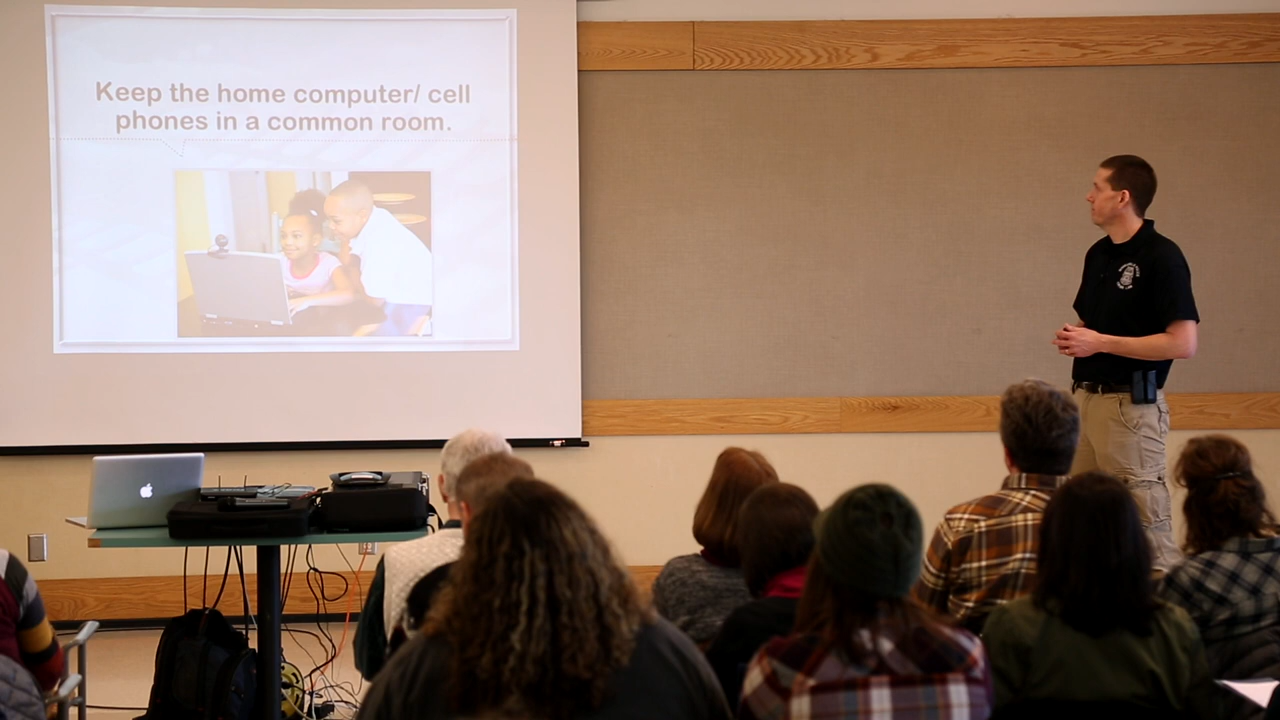 Keep the home computer/ cell
phones in a common room.